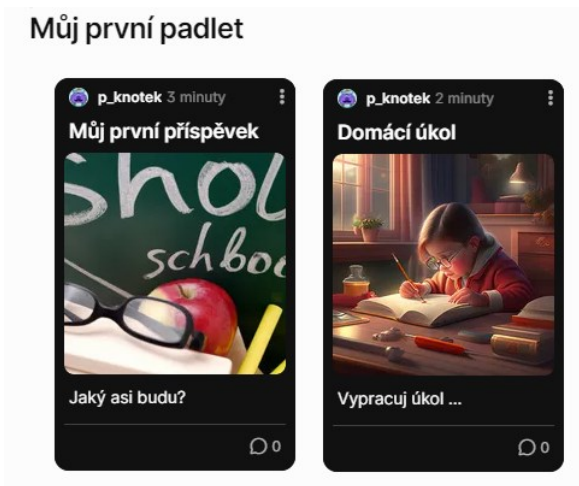 Můj první padlet
p_knotek 3 minuty
Můj první příspěvek
Shol
schboo
Jaký asi budu?
0
p_knotek 2 minuty
Domácí úkol
Vypracuj úkol ...
0